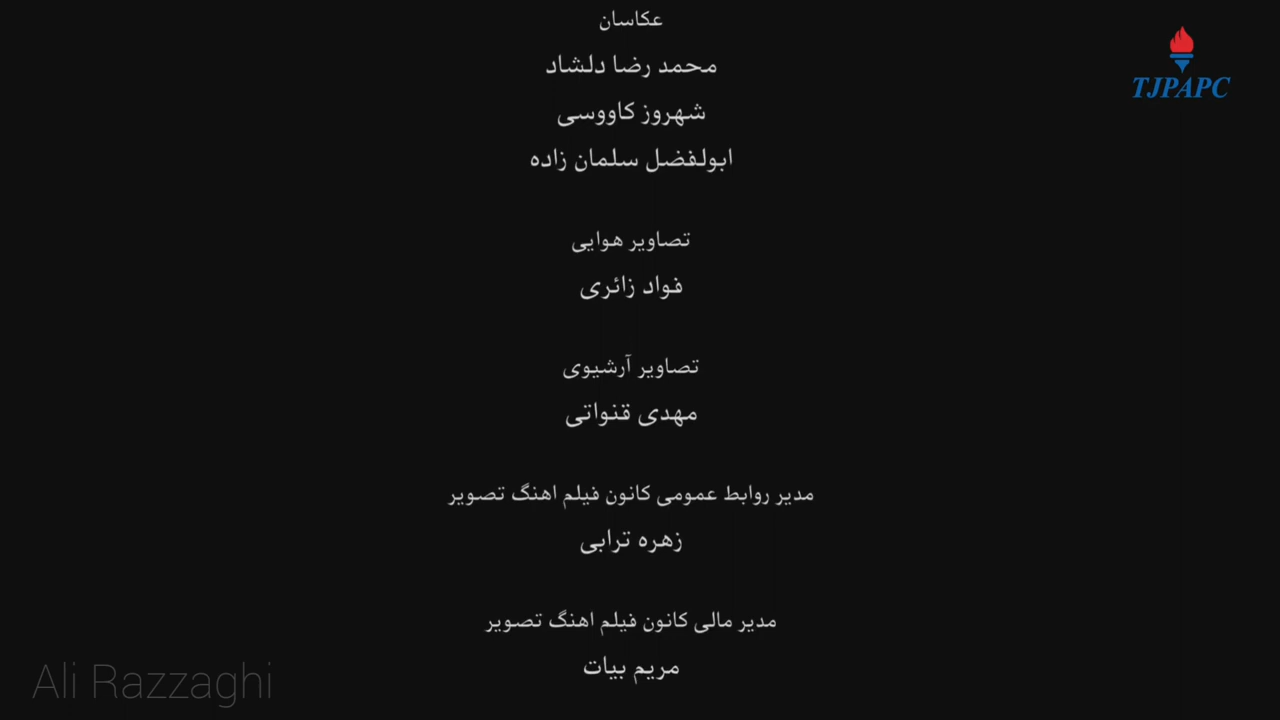 عکاسان
محمد رضا دلشاد
شهروز کاووسی
ابولفضل سلمان زاده
تصاویر هوایی
فواد زائری
تصاویر آرشیوی
مهدی قنواتی
مدیر روابط عمومی کانون فیلم اهنگ تصویر
زهره ترابی
مدیر مالی کانون فیلم اهنگ تصویر
مریم بیات
TJPAPC
Ali Razzaghi